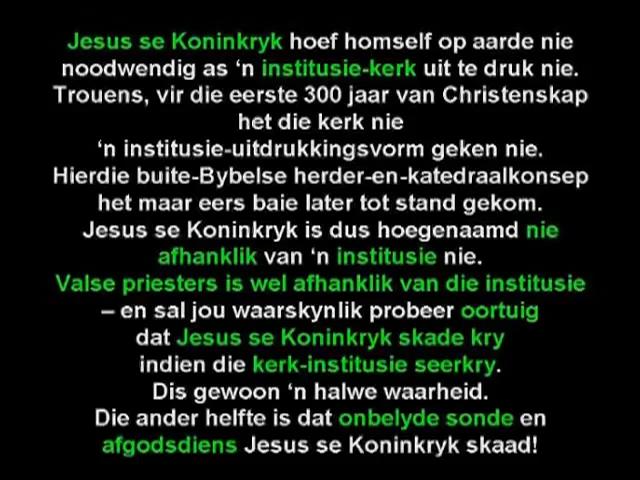 Jesus se Koninkryk hoef homself op aarde nie
noodwendig as ‘n institusie-kerk uit te druk nie.
Trouens, vir die eerste 300 jaar van Christenskap
het die kerk nie
‘n institusie-uitdrukkingsvorm geken nie.
Hierdie buite-Bybelse herder-en-katedraalkonsep
het maar eers baie later tot stand gekom.
Jesus se Koninkryk is dus hoegenaamd nie
afhanklik van ‘n institusie nie.
Valse priesters is wel afhanklik van die institusie
– en sal jou waarskynlik probeer oortuig
dat Jesus se Koninkryk skade kry
indien die kerk-institusie seerkry.
Dis gewoon ‘n halwe waarheid.
Die ander helfte is dat onbelyde sonde en
afgodsdiens Jesus se Koninkryk skaad!